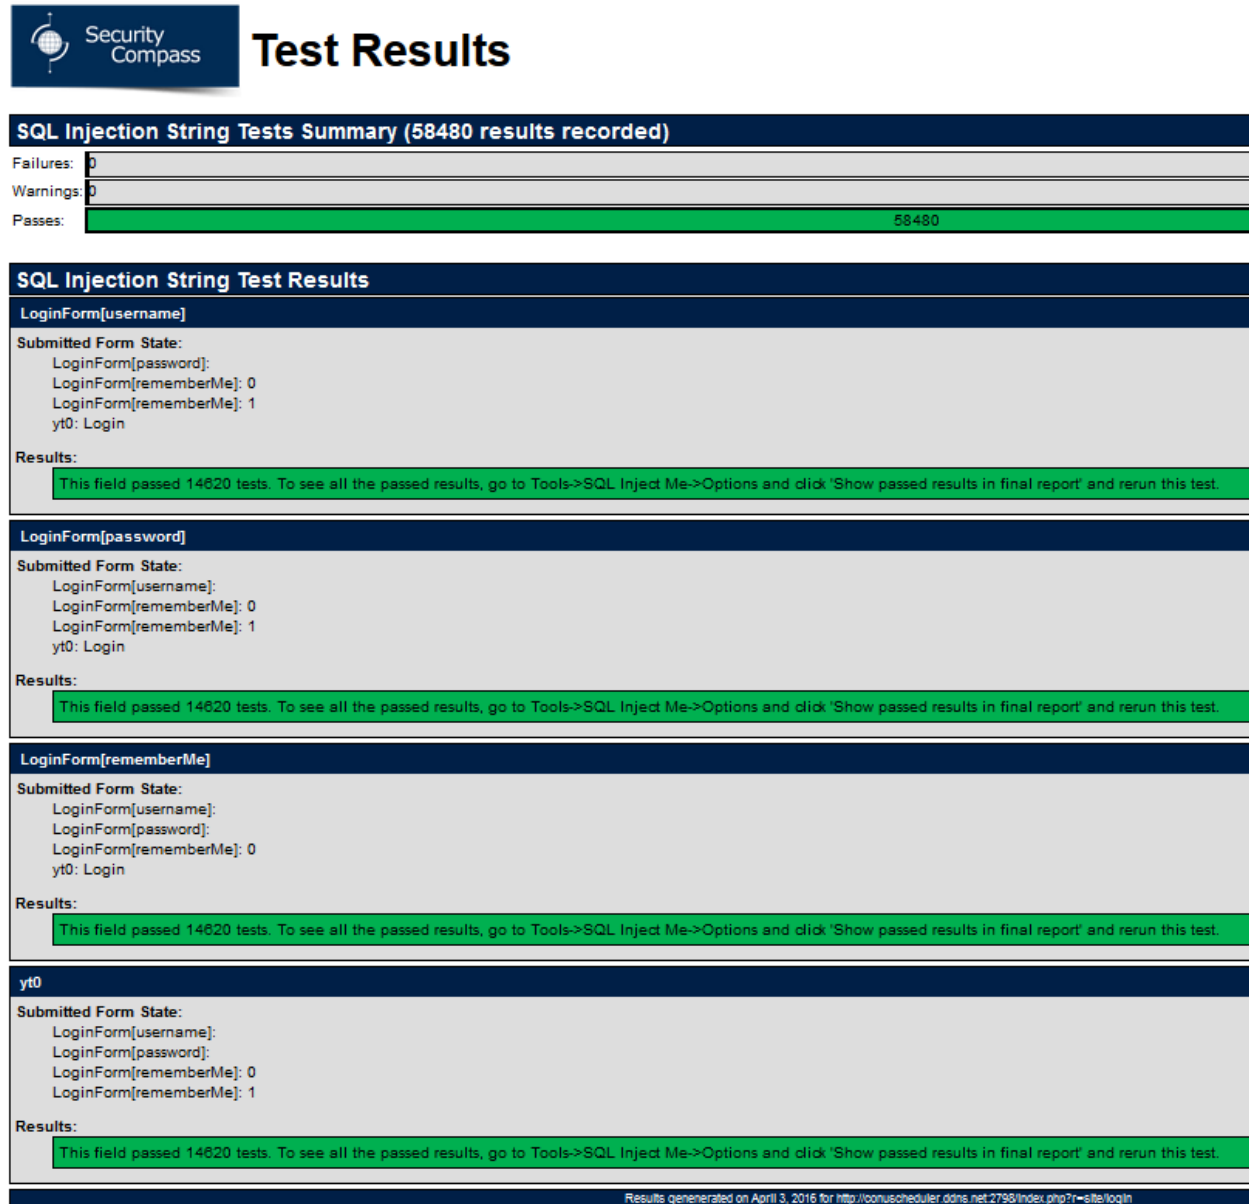 Security
Compass
Test Results
SQL Injection String Tests Summary (58480 results recorded)
Failures: 0
Warnings: 0
Passes: 58480
SQL Injection String Test Results
LoginForm[username]
Submitted Form State:
LoginForm[password]:
LoginForm[rememberMe]: 0
LoginForm[rememberMe]: 1
yt0: Login
Results:
This field passed 14620 tests. To see all the passed results, go to Tools->SQL Inject Me->Options and click 'Show passed results in final report' and rerun this test.
LoginForm[password]
Submitted Form State:
LoginForm[username]:
LoginForm[rememberMe]: 0
LoginForm[rememberMe]: 1
yt0: Login
Results:
This field passed 14620 tests. To see all the passed results, go to Tools->SQL Inject Me->Options and click 'Show passed results in final report' and rerun this test.
LoginForm[rememberMe]
Submitted Form State:
LoginForm[username]:
LoginForm[password]:
LoginForm[rememberMe]: 0
yt0: Login
Results:
This field passed 14620 tests. To see all the passed results, go to Tools->SQL Inject Me->Options and click 'Show passed results in final report' and rerun this test.
yt0
Submitted Form State:
LoginForm[username]:
LoginForm[password]:
LoginForm[rememberMe]: 0
LoginForm[rememberMe]: 1
Results:
This field passed 14620 tests. To see all the passed results, go to Tools->SQL Inject Me->Options and click 'Show passed results in final report' and rerun this test.
Results genenerated on April 3, 2016 for http://conuscheduler.ddns.net:2798/index.php?r=site/login